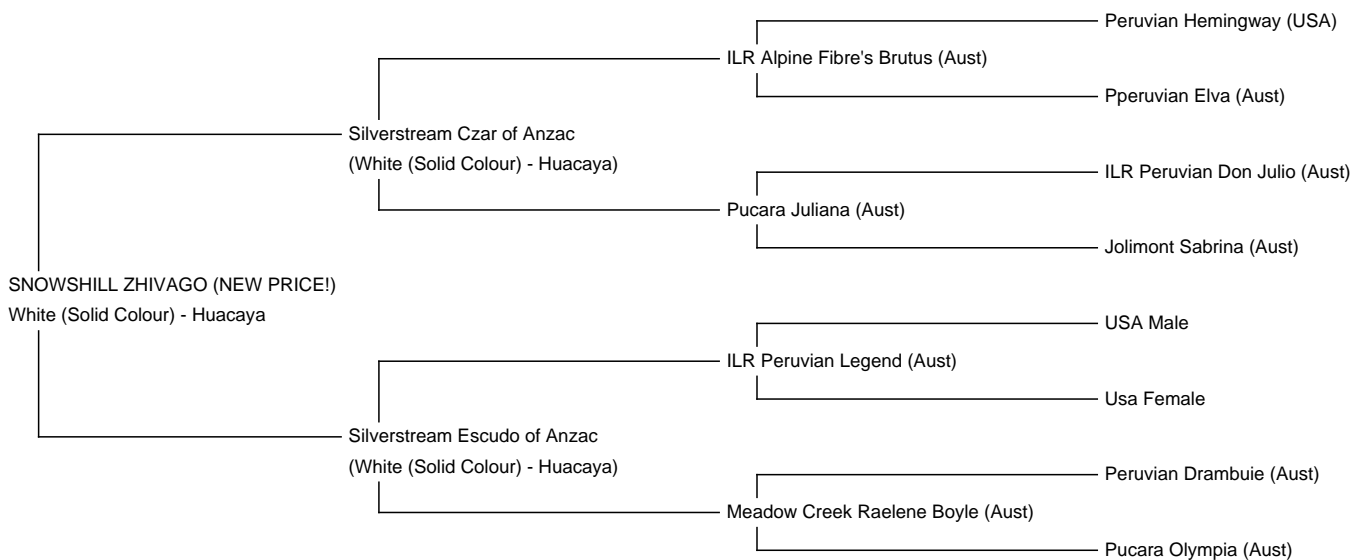 Peruvian Hemingway (USA)
ILR Alpine Fibre's Brutus (Aust)
Pperuvian Elva (Aust)
Silverstream Czar of Anzac
(White (Solid Colour) - Huacaya)
ILR Peruvian Don Julio (Aust)
Pucara Juliana (Aust)
Jolimont Sabrina (Aust)
SNOWSHILL ZHIVAGO (NEW PRICE!)
White (Solid Colour) - Huacaya
USA Male
ILR Peruvian Legend (Aust)
Usa Female
Silverstream Escudo of Anzac
(White (Solid Colour) - Huacaya)
Peruvian Drambuie (Aust)
Meadow Creek Raelene Boyle (Aust)
Pucara Olympia (Aust)